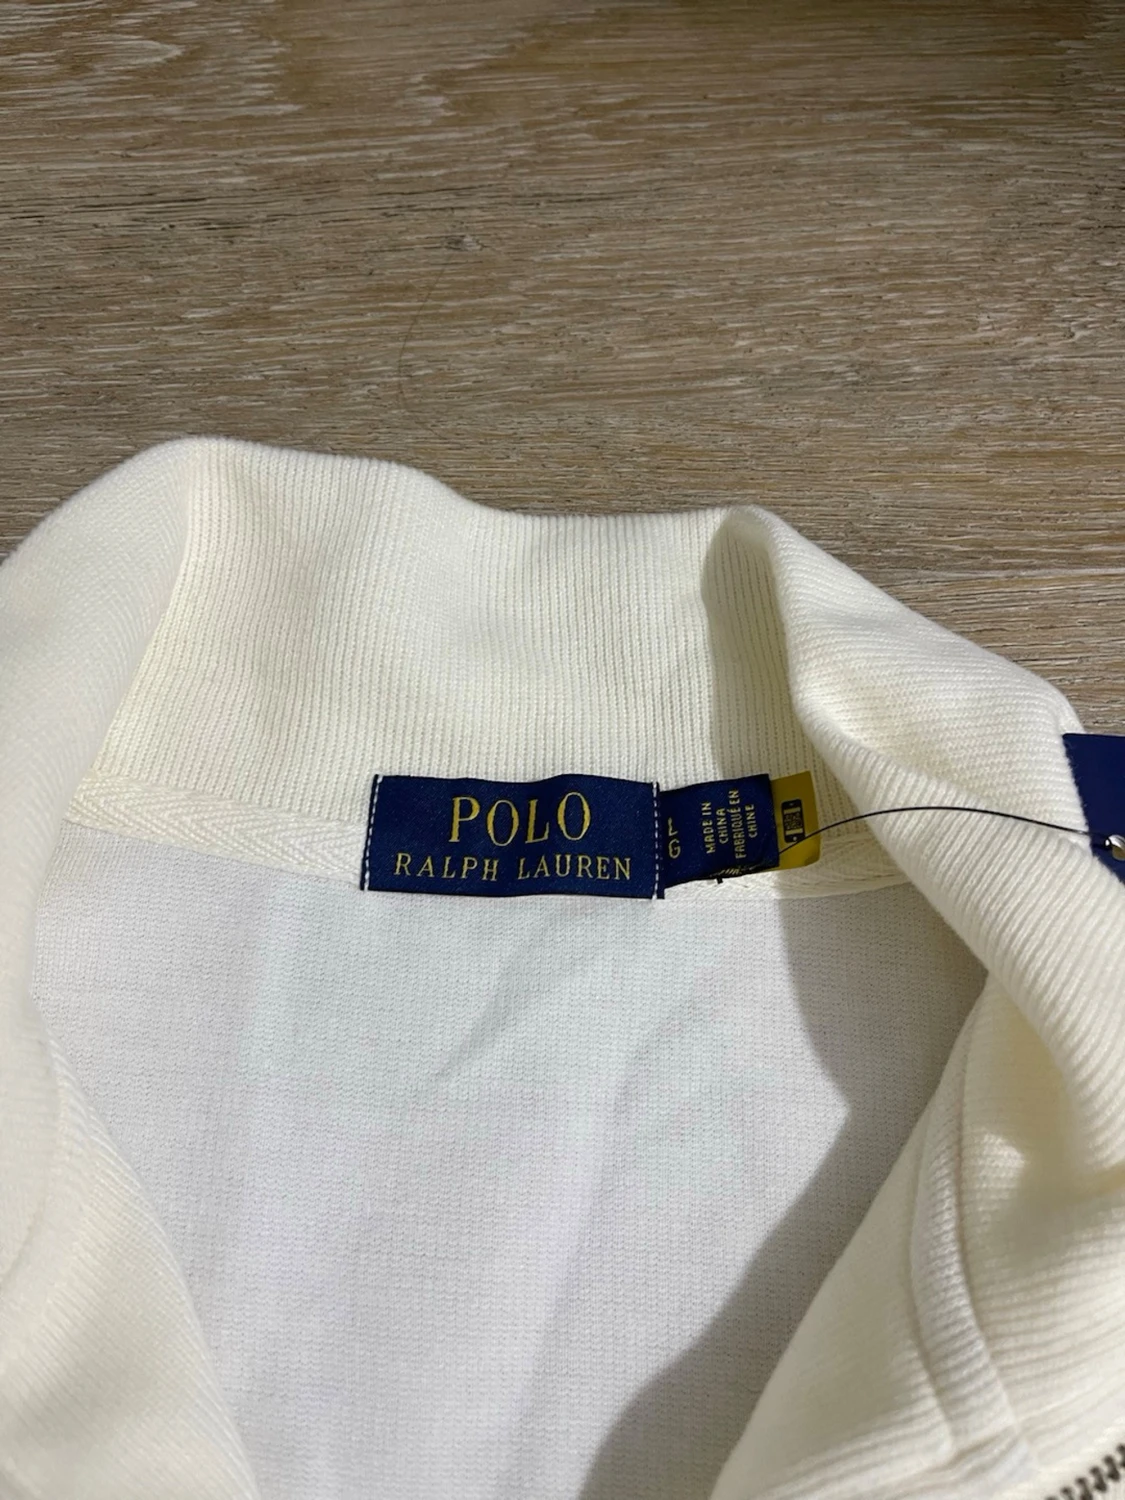 POLO
RALPH LAUREN
L
G
MADE IN
CHINA
FABRIQUÉ EN
CHINE